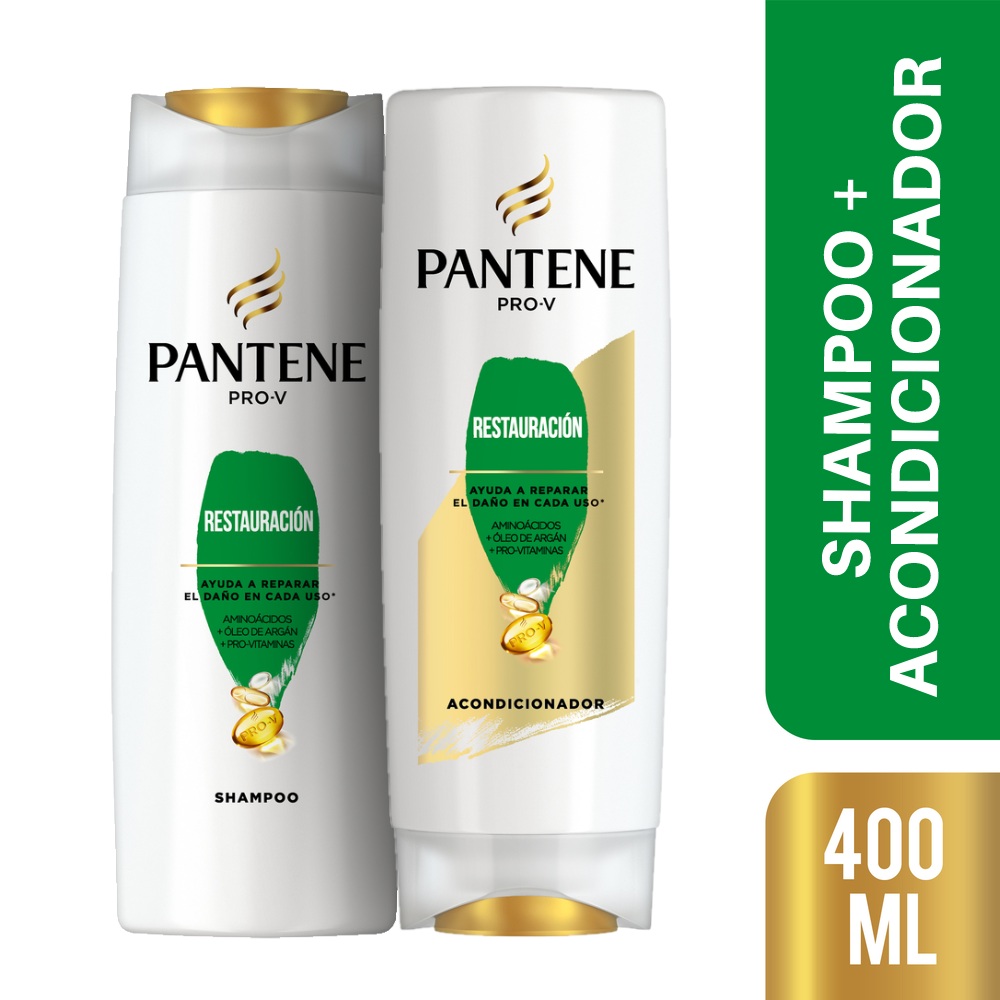 PANTENE
PRO-V
RESTAURACIÓN
AYUDA A REPARAR
EL DAÑO EN CADA USO*
AMINOÁCIDOS
+ ÓLEO DE ARGÁN
+ PRO-VITAMINAS
PRO-V
SHAMPOO
PANTENE
PRO-V
RESTAURACIÓN
AYUDA A REPARAR
EL DAÑO EN CADA USO*
AMINOÁCIDOS
+ ÓLEO DE ARGÁN
+ PRO-VITAMINAS
PRO-V
ACONDICIONADOR
SHAMPOO +
ACONDICIONADOR
400
ML